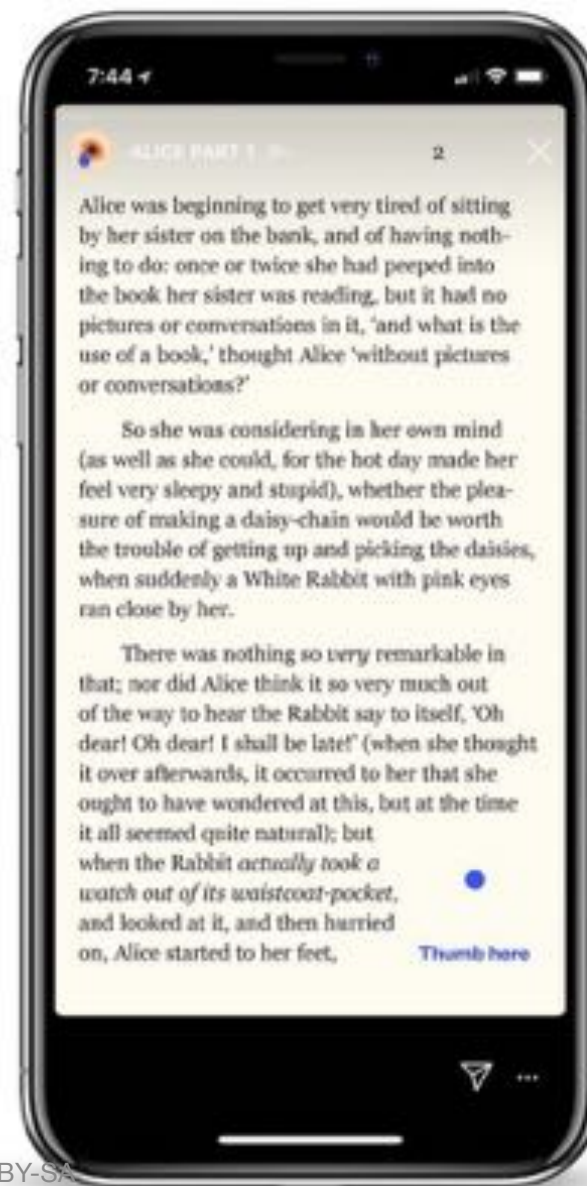 7:44
ALICE PART 1
2
Alice was beginning to get very tired of sitting
by her sister on the bank, and of having noth-
ing to do: once or twice she had peeped into
the book her sister was reading, but it had no
pictures or conversations in it, ‘and what is the
use of a book,’ thought Alice ‘without pictures
or conversations?’
So she was considering in her own mind
(as well as she could, for the hot day made her
feel very sleepy and stupid), whether the plea-
sure of making a daisy-chain would be worth
the trouble of getting up and picking the daisies,
when suddenly a White Rabbit with pink eyes
ran close by her.
There was nothing so very remarkable in
that; nor did Alice think it so very much out
of the way to hear the Rabbit say to itself, ‘Oh
dear! Oh dear! I shall be late!’ (when she thought
it over afterwards, it occurred to her that she
ought to have wondered at this, but at the time
it all seemed quite natural); but
when the Rabbit actually took a
watch out of its waistcoat-pocket,
and looked at it, and then hurried
on, Alice started to her feet,
Thumb here
BY-SA